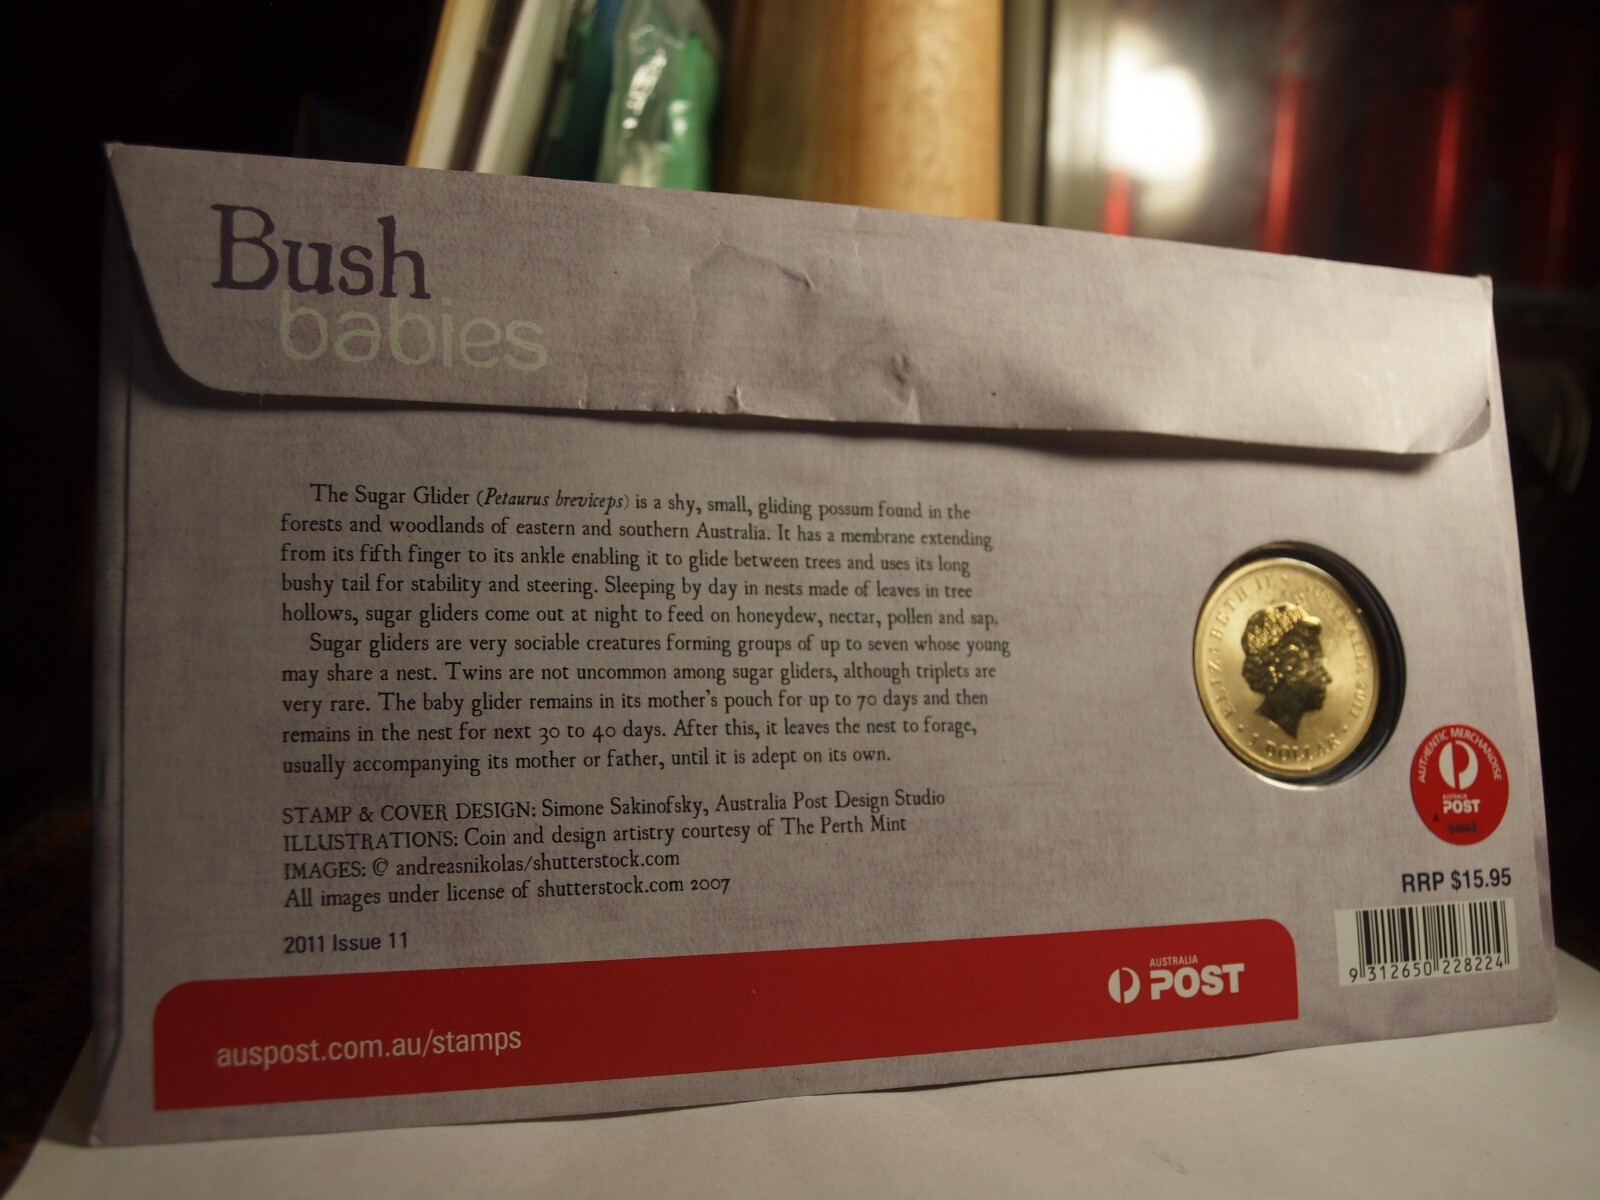 Bush
babies
The Sugar Glider (Petaurus breviceps) is a shy, small, gliding possum found in the
forests and woodlands of eastern and southern Australia. It has a membrane extending
from its fifth finger to its ankle enabling it to glide between trees and uses its long
bushy tail for stability and steering. Sleeping by day in nests made of leaves in tree
hollows, sugar gliders come out at night to feed on honeydew, nectar, pollen and sap.
Sugar gliders are very sociable creatures forming groups of up to seven whose young
may share a nest. Twins are not uncommon among sugar gliders, although triplets are
very rare. The baby glider remains in its mother's pouch for up to 70 days and then
remains in the nest for next 30 to 40 days. After this, it leaves the nest to forage,
usually accompanying its mother or father, until it is adept on its own.
STAMP & COVER DESIGN: Simone Sakinofsky, Australia Post Design Studio
ILLUSTRATIONS: Coin and design artistry courtesy of The Perth Mint
IMAGES: © andreasnikolas/shutterstock.com
All images under license of shutterstock.com 2007
2011 Issue 11
ELIZABETH II AUSTRALIA 2011
1 DOLLAR
AUTHENTIC MERCHANDISE
AUSTRALIA
POST
A
RRP $15.95
9 312650 228224
AUSTRALIA
POST
auspost.com.au/stamps